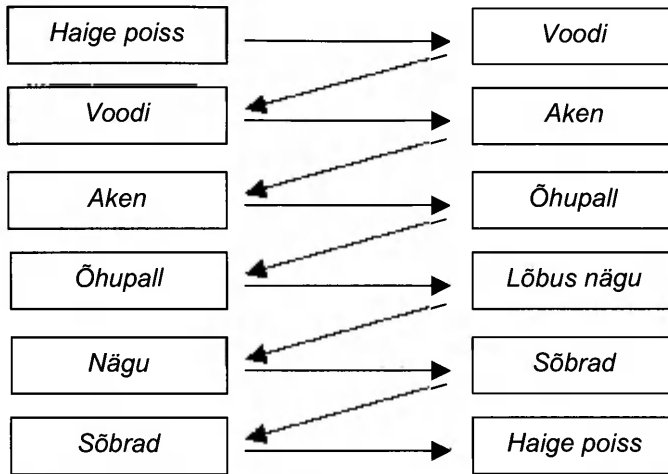 Haige poiss Voodi
Voodi Aken
Aken Õhupall
Õhupall Lõbus nägu
Nägu Sõbrad
Sõbrad Haige poiss